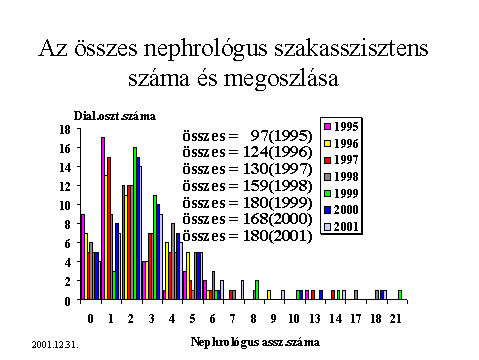 Az összes nephrológus szakasszisztens
száma és megoszlása
Dial.oszt.száma
18
16
14
12
10
8
6
4
2
0
összes = 97(1995)
összes = 124(1996)
összes = 130(1997)
összes = 159(1998)
összes = 180(1999)
összes = 168(2000)
összes = 180(2001)
1995
1996
1997
1998
1999
2000
2001
0 1 2 3 4 5 6 7 8 9 10 13 14 17 18 21
Nephrológus assz.száma
2001.12.31.